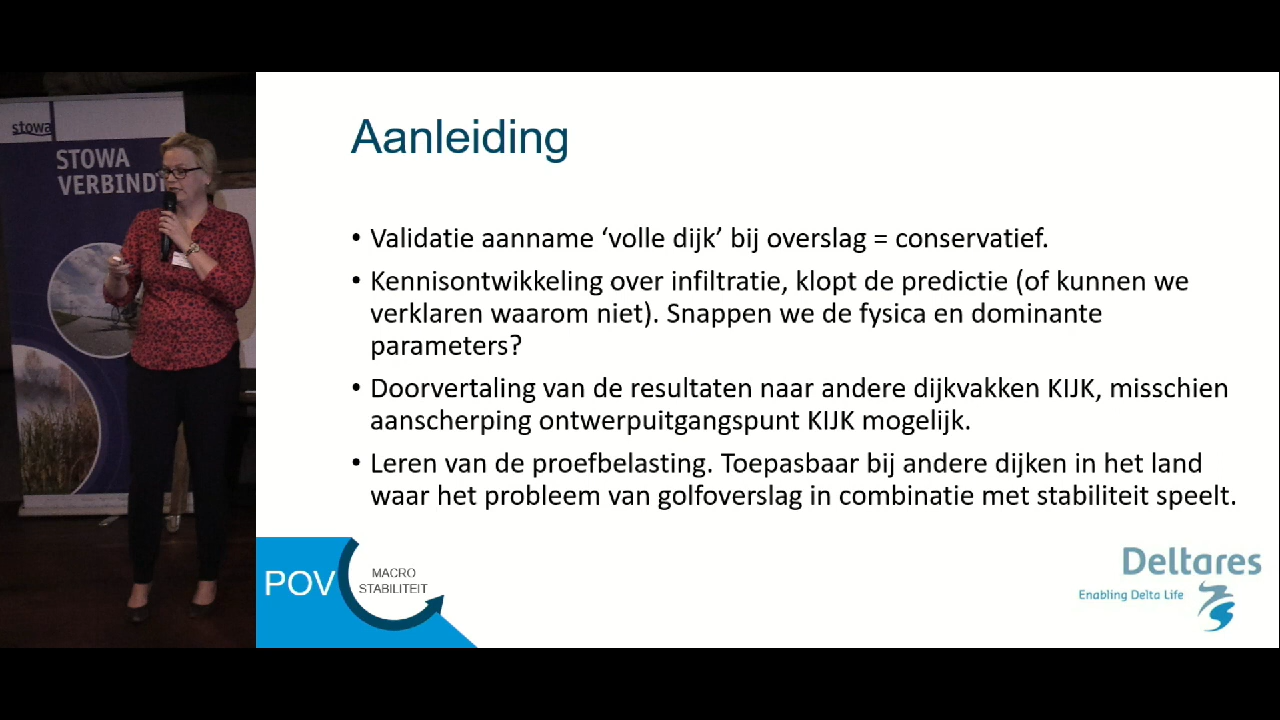 stowa
STOWA
VERBINDT
Aanleiding
• Validatie aanname ‘volle dijk’ bij overslag = conservatief.
• Kennisontwikkeling over infiltratie, klopt de predictie (of kunnen we
verklaren waarom niet). Snappen we de fysica en dominante
parameters?
• Doorvertaling van de resultaten naar andere dijkvakken KIJK, misschien
aanscherping ontwerpuitgangspunt KIJK mogelijk.
• Leren van de proefbelasting. Toepasbaar bij andere dijken in het land
waar het probleem van golfoverslag in combinatie met stabiliteit speelt.
POV
MACRO
STABILITEIT
Deltares
Enabling Delta Life